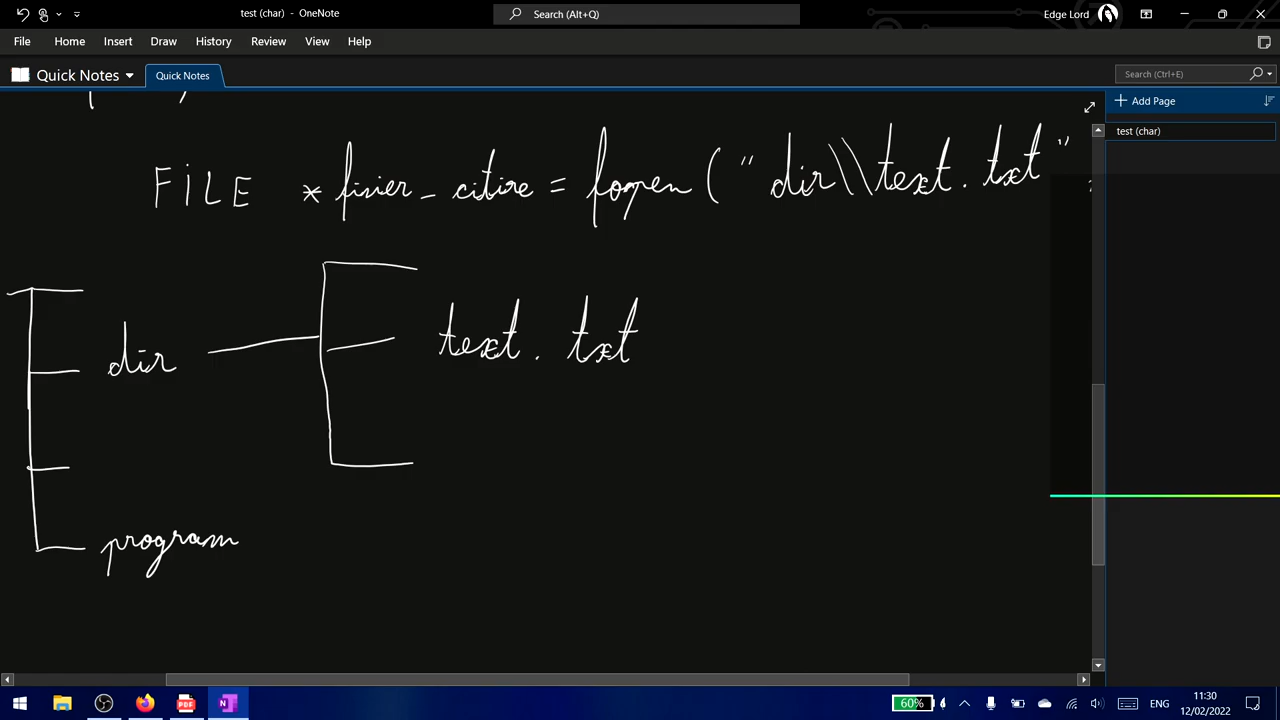 test (char) - OneNote
Search (Alt+Q)
Edge Lord
File Home Insert Draw History Review View Help
Quick Notes
Quick Notes
Search (Ctrl+E)
Add Page
test (char)
FILE * fisier_citire = fopen ("dir\\text.txt"
dir
text.txt
program
60%
ENG
11:30
12/02/2022